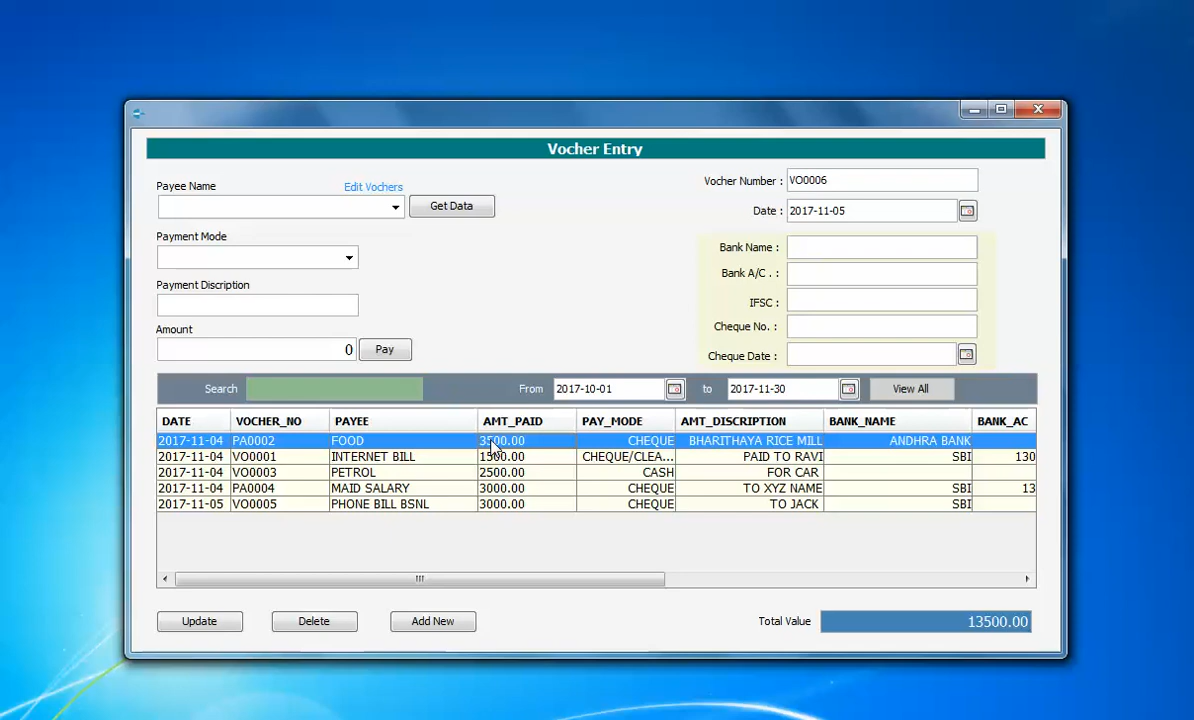 Vocher Entry
Payee Name
Edit Vochers
Get Data
Payment Mode
Payment Discription
Amount
0
Pay
Vocher Number :
VO0006
Date :
2017-11-05
Bank Name :
Bank A/C . :
IFSC :
Cheque No. :
Cheque Date :
Search
From
2017-10-01
to
2017-11-30
View All
DATE VOCHER_NO PAYEE AMT_PAID PAY_MODE AMT_DISCRIPTION BANK_NAME BANK_AC
2017-11-04 PA0002 FOOD 3500.00 CHEQUE BHARITHAYA RICE MILL ANDHRA BANK
2017-11-04 VO0001 INTERNET BILL 1500.00 CHEQUE/CLEA... PAID TO RAVI SBI 130
2017-11-04 VO0003 PETROL 2500.00 CASH FOR CAR
2017-11-04 PA0004 MAID SALARY 3000.00 CHEQUE TO XYZ NAME SBI 13
2017-11-05 VO0005 PHONE BILL BSNL 3000.00 CHEQUE TO JACK SBI
Update
Delete
Add New
Total Value
13500.00